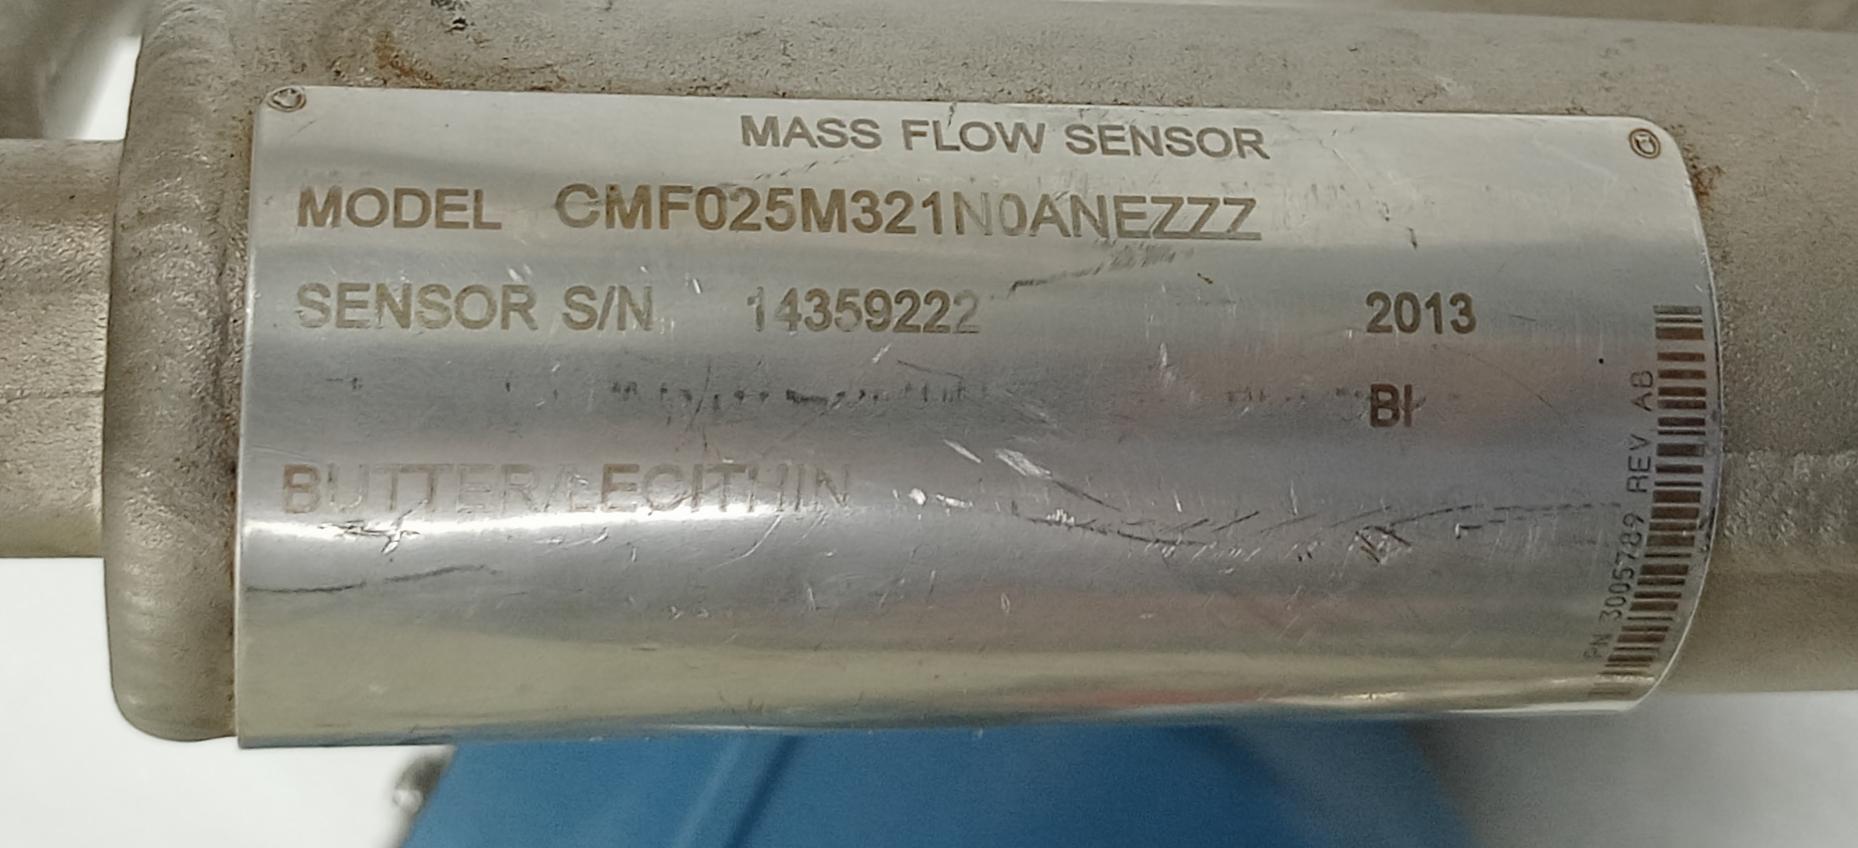 MASS FLOW SENSOR
MODEL CMF025M321N0ANEZZZ
SENSOR S/N 14359222 2013
BI
BUTTER/LECITHIN
PN 3005789 REV AB